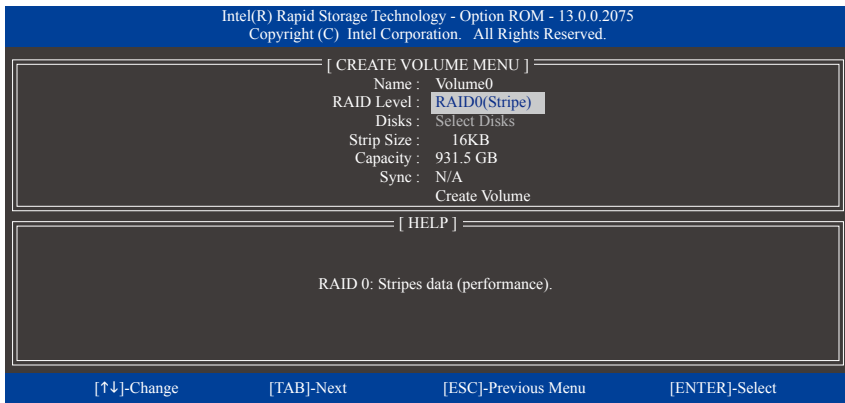 Intel(R) Rapid Storage Technology - Option ROM - 13.0.0.2075
Copyright (C) Intel Corporation. All Rights Reserved.
[ CREATE VOLUME MENU ]
Name : Volume0
RAID Level : RAID0(Stripe)
Disks : Select Disks
Strip Size : 16KB
Capacity : 931.5 GB
Sync : N/A
Create Volume
[ HELP ]
RAID 0: Stripes data (performance).
[↑↓]-Change [TAB]-Next [ESC]-Previous Menu [ENTER]-Select